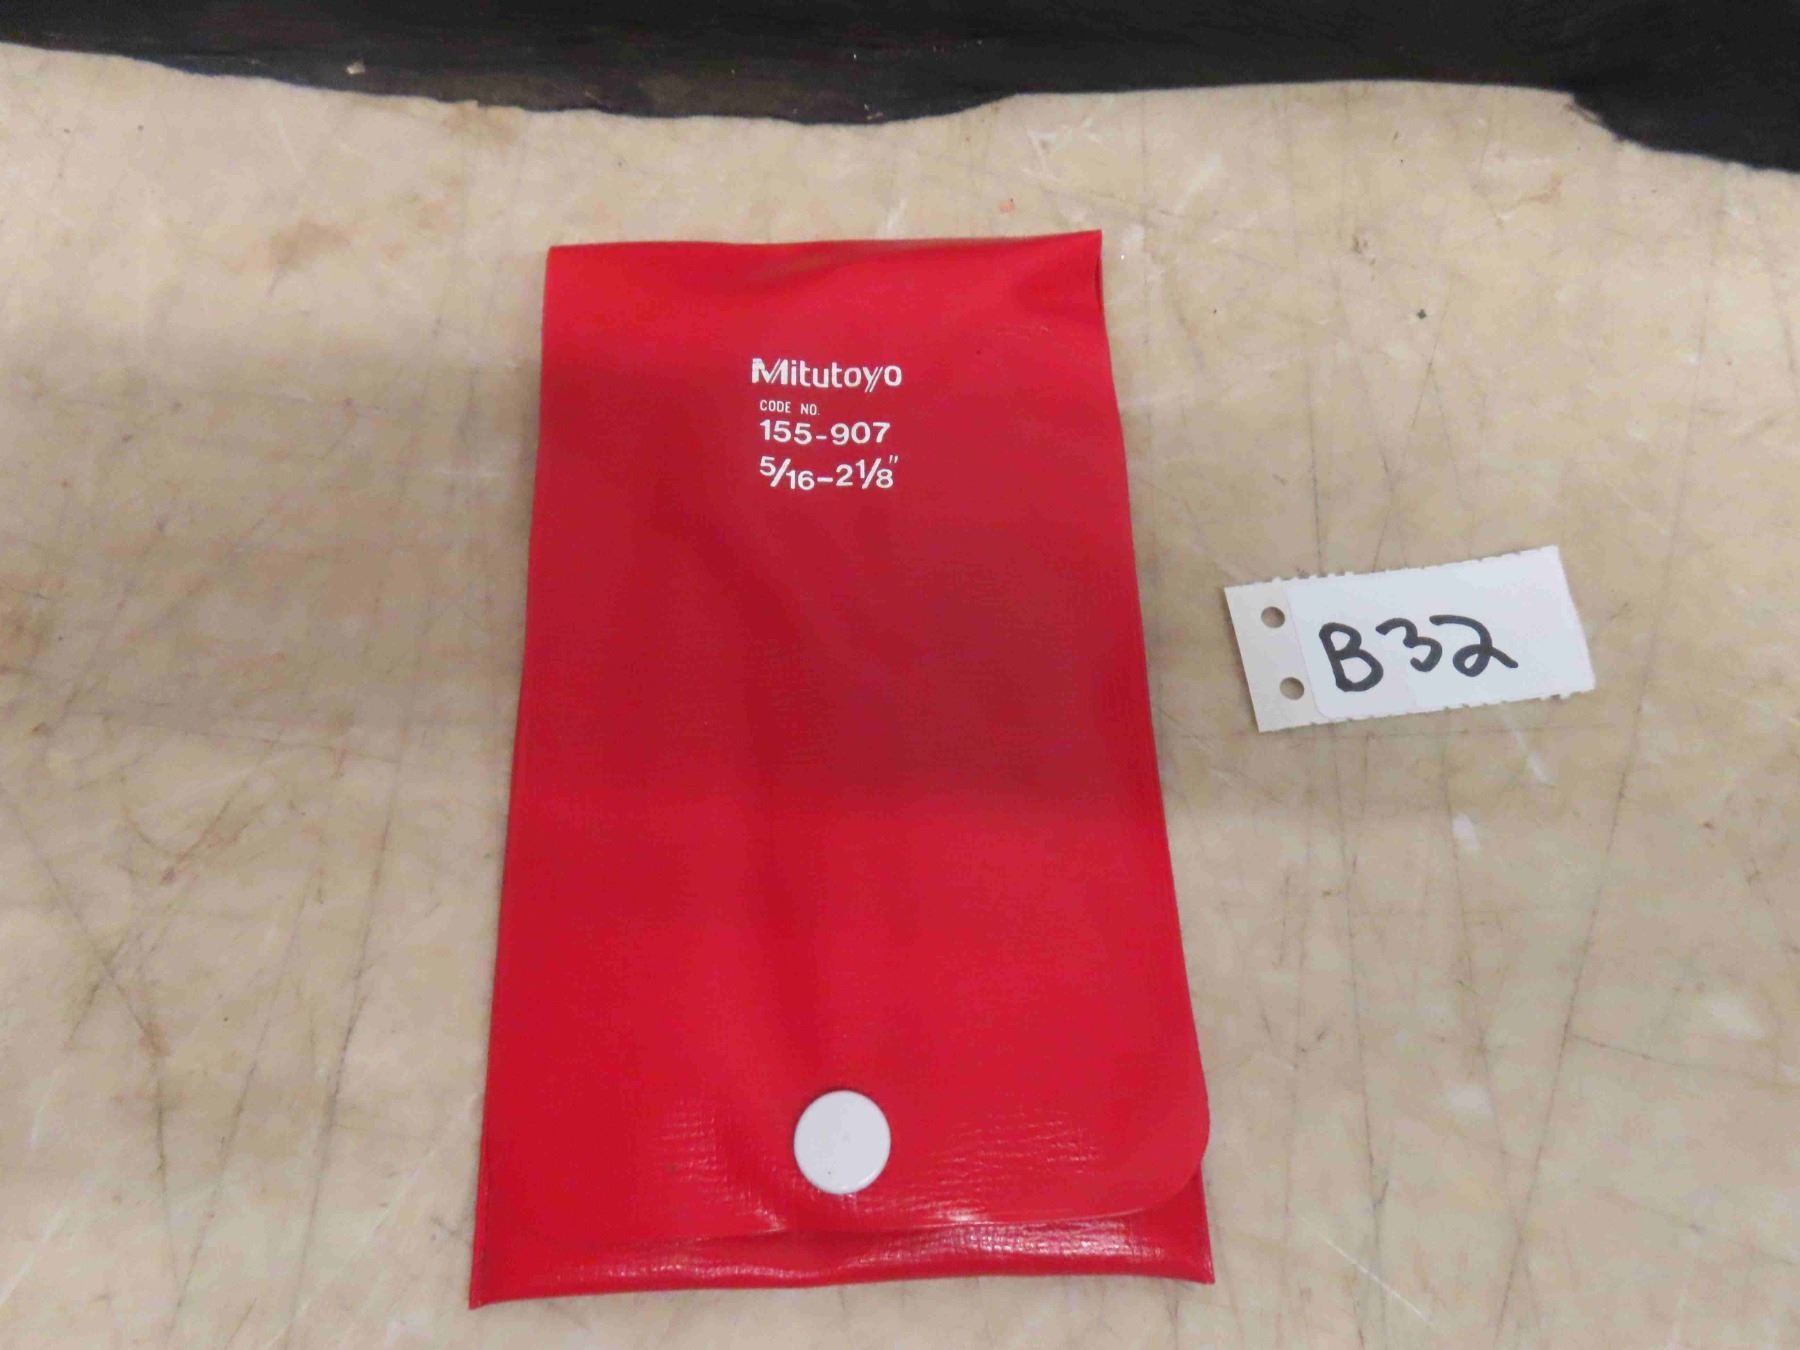 Mitutoyo
CODE NO.
155-907
5/16-2 1/8"
B32